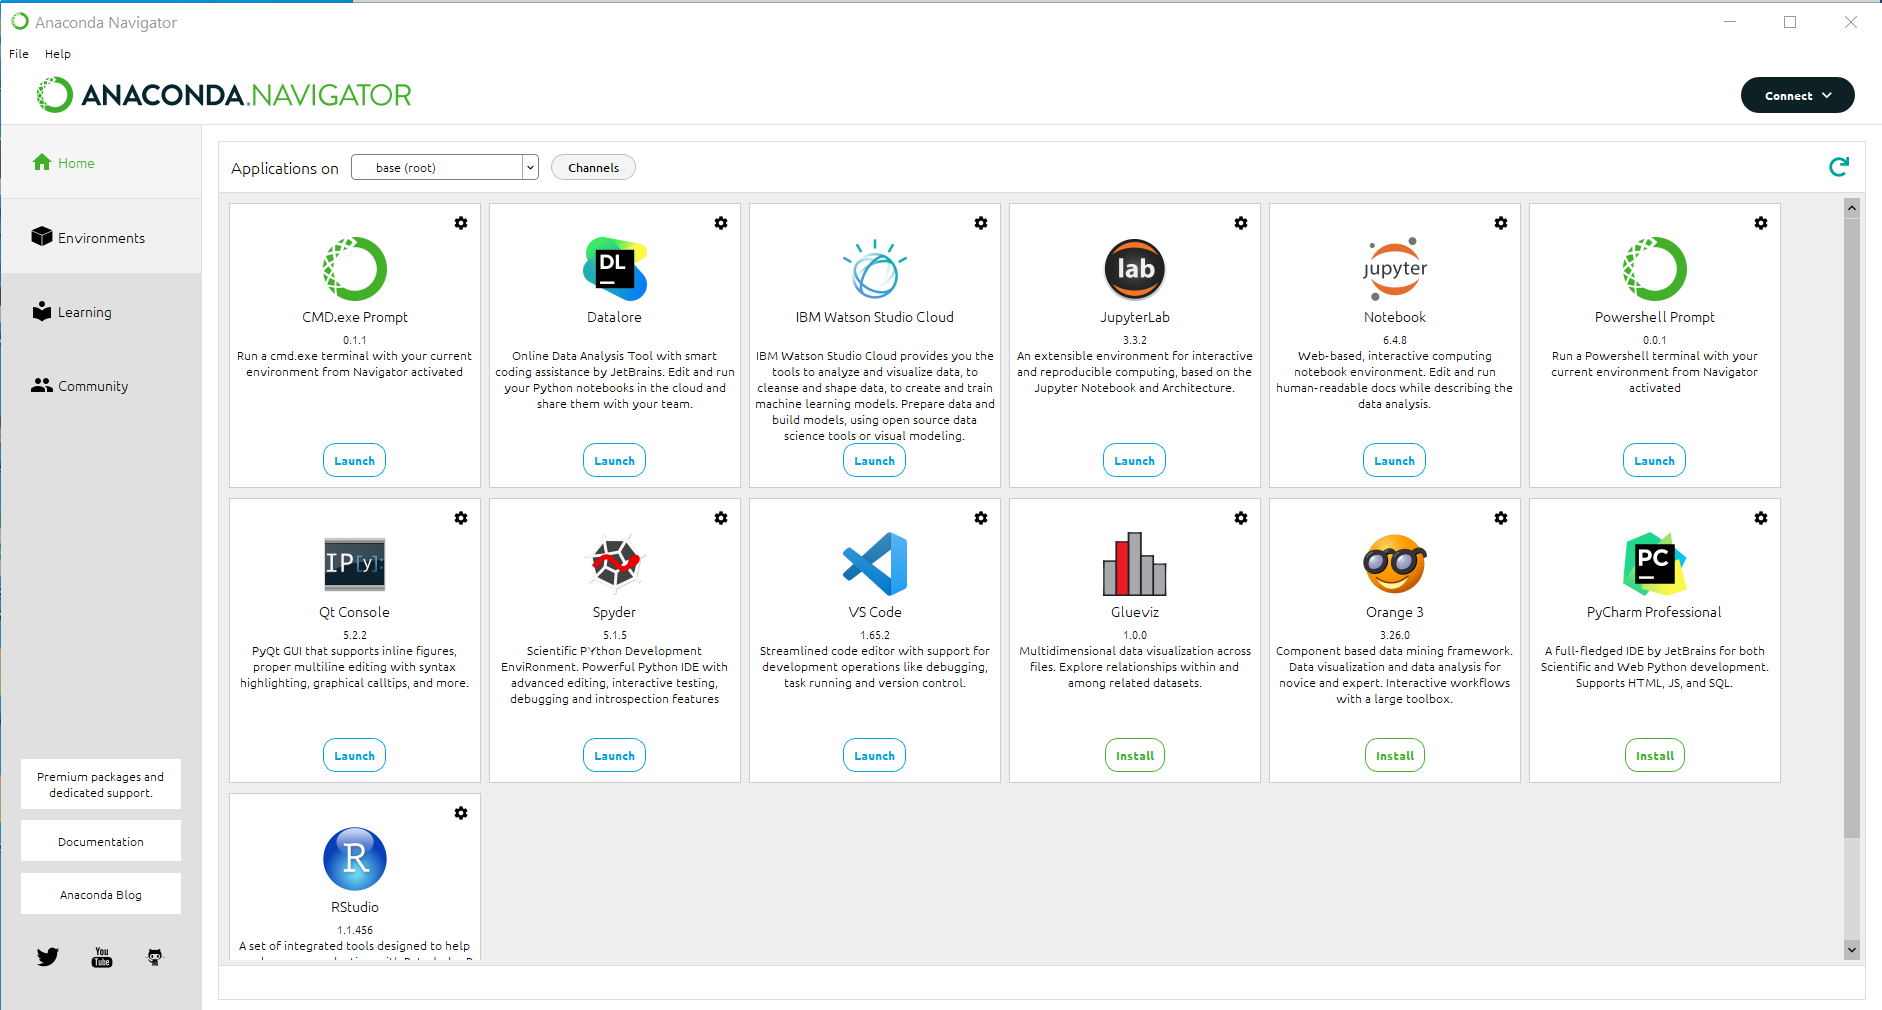 Anaconda Navigator
File Help
ANACONDA.NAVIGATOR
Connect
Home
Environments
Learning
Community
Premium packages and
dedicated support.
Documentation
Anaconda Blog
You
Tube
Applications on base (root) Channels
CMD.exe Prompt
0.1.1
Run a cmd.exe terminal with your current
environment from Navigator activated
Launch
DL
Datalore
Online Data Analysis Tool with smart
coding assistance by JetBrains. Edit and run
your Python notebooks in the cloud and
share them with your team.
Launch
IBM Watson Studio Cloud
IBM Watson Studio Cloud provides you the
tools to analyze and visualize data, to
cleanse and shape data, to create and train
machine learning models. Prepare data and
build models, using open source data
science tools or visual modeling.
Launch
lab
JupyterLab
3.3.2
An extensible environment for interactive
and reproducible computing, based on the
Jupyter Notebook and Architecture.
Launch
jupyter
Notebook
6.4.8
Web-based, interactive computing
notebook environment. Edit and run
human-readable docs while describing the
data analysis.
Launch
Powershell Prompt
0.0.1
Run a Powershell terminal with your
current environment from Navigator
activated
Launch
IP[y]:
Qt Console
5.2.2
PyQt GUI that supports inline figures,
proper multiline editing with syntax
highlighting, graphical calltips, and more.
Launch
Spyder
5.1.5
Scientific PYthon Development
EnviRonment. Powerful Python IDE with
advanced editing, interactive testing,
debugging and introspection features
Launch
VS Code
1.65.2
Streamlined code editor with support for
development operations like debugging,
task running and version control.
Launch
Glueviz
1.0.0
Multidimensional data visualization across
files. Explore relationships within and
among related datasets.
Install
Orange 3
3.26.0
Component based data mining framework.
Data visualization and data analysis for
novice and expert. Interactive workflows
with a large toolbox.
Install
PC
PyCharm Professional
A full-fledged IDE by JetBrains for both
Scientific and Web Python development.
Supports HTML, JS, and SQL.
Install
R
RStudio
1.1.456
A set of integrated tools designed to help